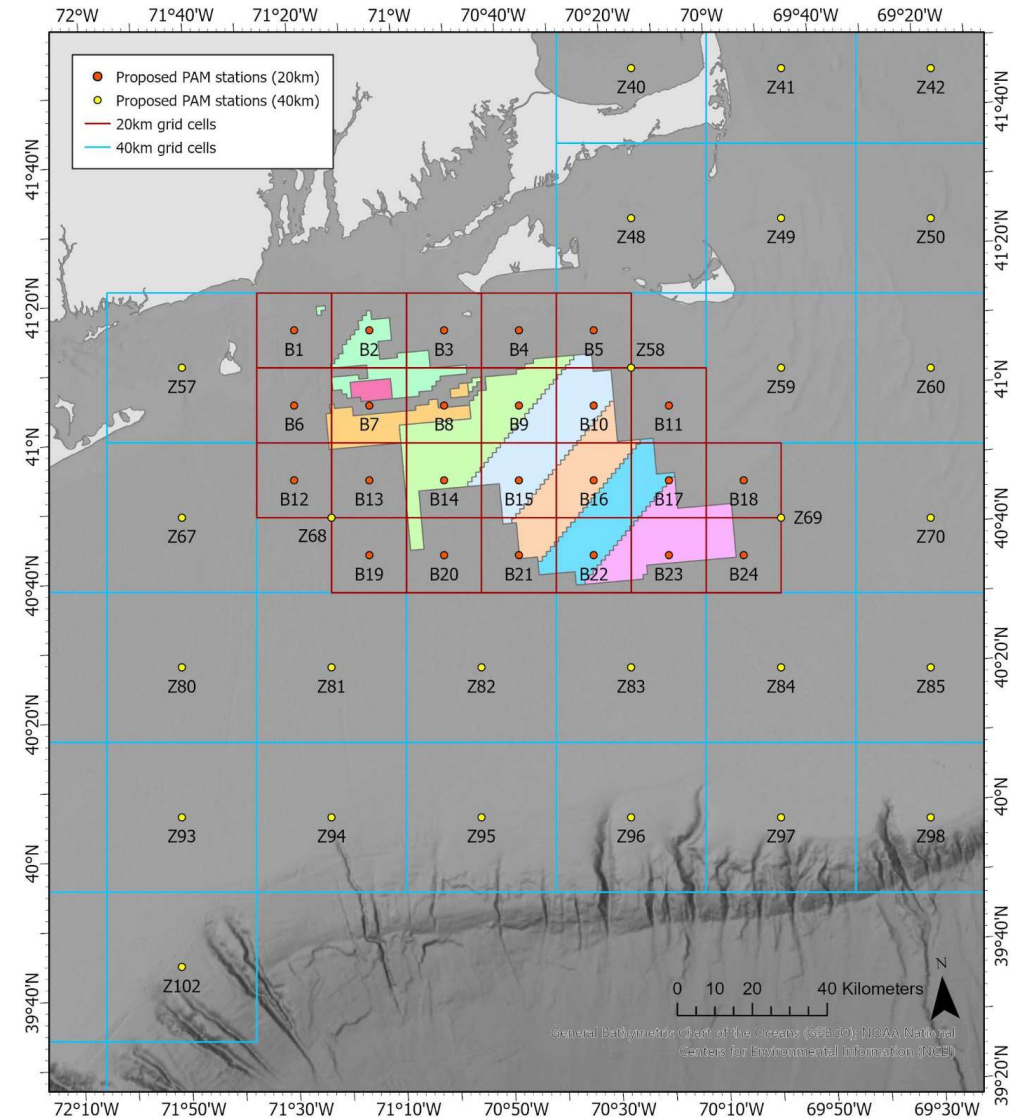 72°W 71°40'W 71°20'W 71°W 70°40'W 70°20'W 70°W 69°40'W 69°20'W
Proposed PAM stations (20km)
Proposed PAM stations (40km)
20km grid cells
40km grid cells
Z40 Z41 Z42
41°40'N
41°40'N
Z48 Z49 Z50
41°20'N
41°20'N
B1 B2 B3 B4 B5 Z58
Z57 Z59 Z60
41°N
B6 B7 B8 B9 B10 B11
41°N
B12 B13 B14 B15 B16 B17 B18
Z67 Z68 Z69 Z70
40°40'N
B19 B20 B21 B22 B23 B24
40°40'N
Z80 Z81 Z82 Z83 Z84 Z85
40°20'N
40°20'N
Z93 Z94 Z95 Z96 Z97 Z98
40°N
40°N
39°40'N
Z102
39°40'N
N
0 10 20 40 Kilometers
General Bathymetric Chart of the Oceans (GEBCO); NOAA National
Centers for Environmental Information (NCEI)
39°20'N
72°10'W 71°50'W 71°30'W 71°10'W 70°50'W 70°30'W 70°10'W 69°50'W 69°30'W